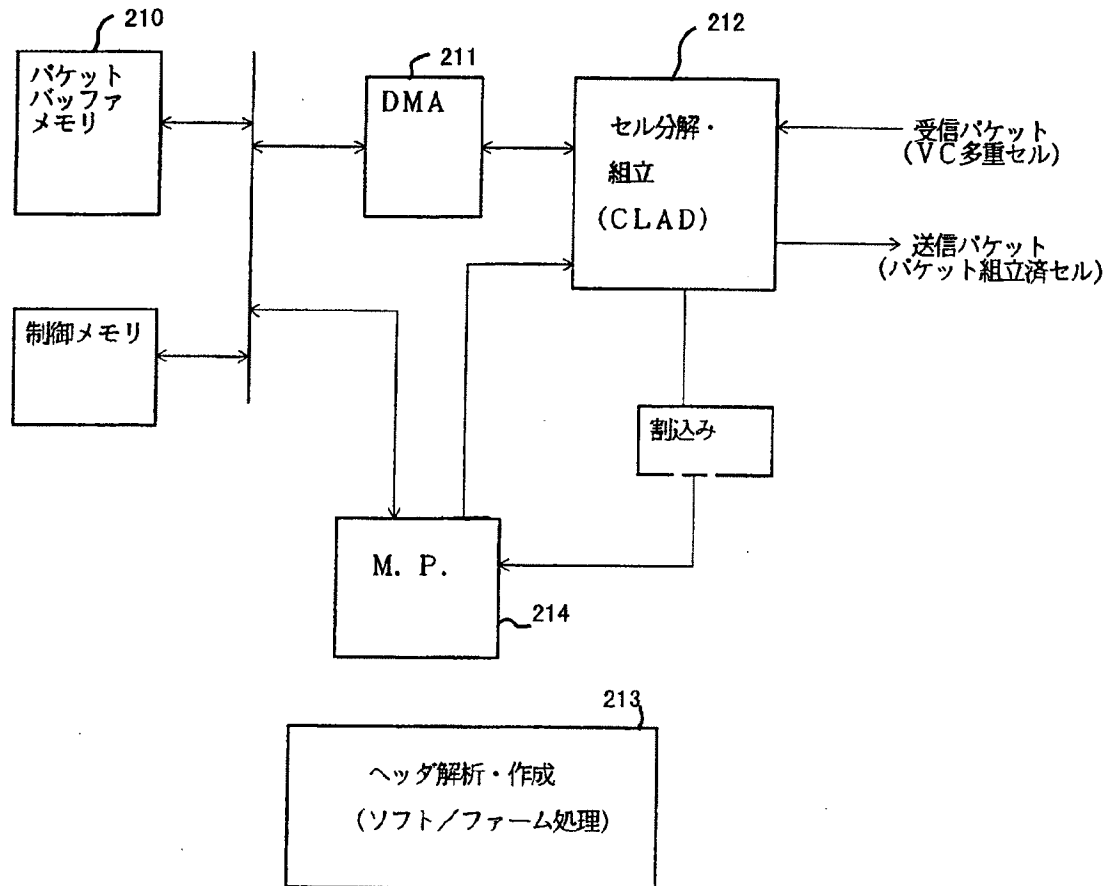 210
パケット
バッファ
メモリ
211
DMA
212
セル分解・
組立
(CLAD)
受信パケット
(VC多重セル)
送信パケット
(パケット組立済セル)
制御メモリ
割込み
M. P.
214
213
ヘッダ解析・作成
(ソフト／ファーム処理)